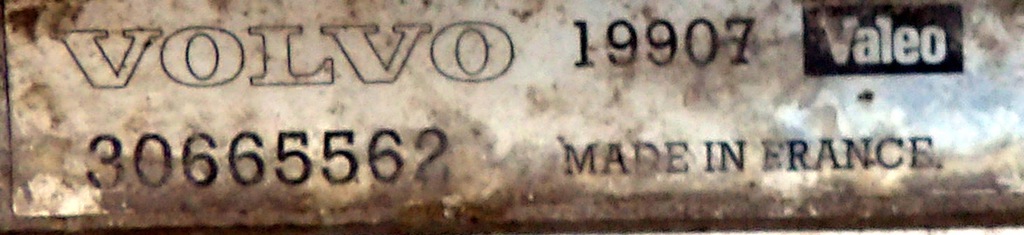 VOLVO 19907 Valeo
30665562 MADE IN FRANCE.